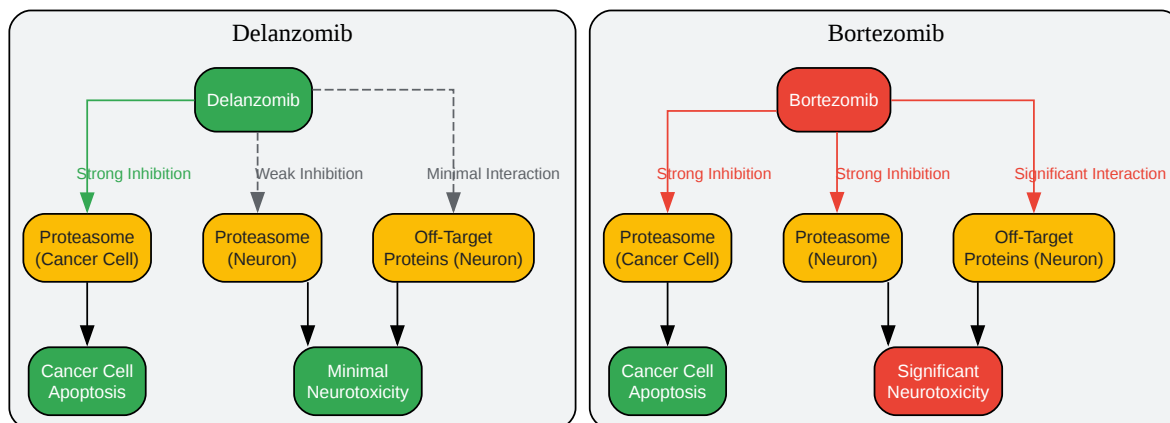 Delanzomib
Delanzomib
Strong Inhibition
Weak Inhibition
Minimal Interaction
Proteasome
(Cancer Cell)
Proteasome
(Neuron)
Off-Target
Proteins (Neuron)
Cancer Cell
Apoptosis
Minimal
Neurotoxicity
Bortezomib
Bortezomib
Strong Inhibition
Strong Inhibition
Significant Interaction
Proteasome
(Cancer Cell)
Proteasome
(Neuron)
Off-Target
Proteins (Neuron)
Cancer Cell
Apoptosis
Significant
Neurotoxicity